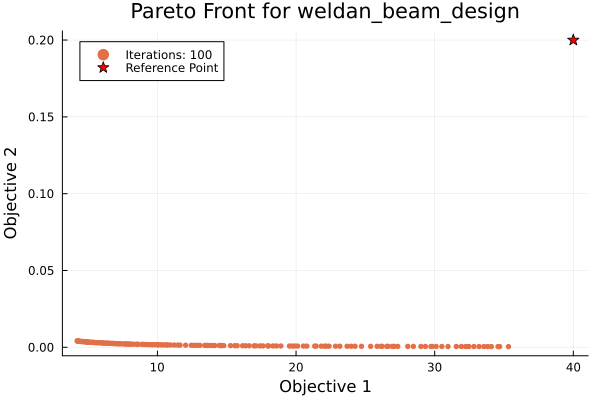 Pareto Front for weldan_beam_design
Iterations: 100
Reference Point
Objective 2
0.20
0.15
0.10
0.05
0.00
10
20
30
40
Objective 1